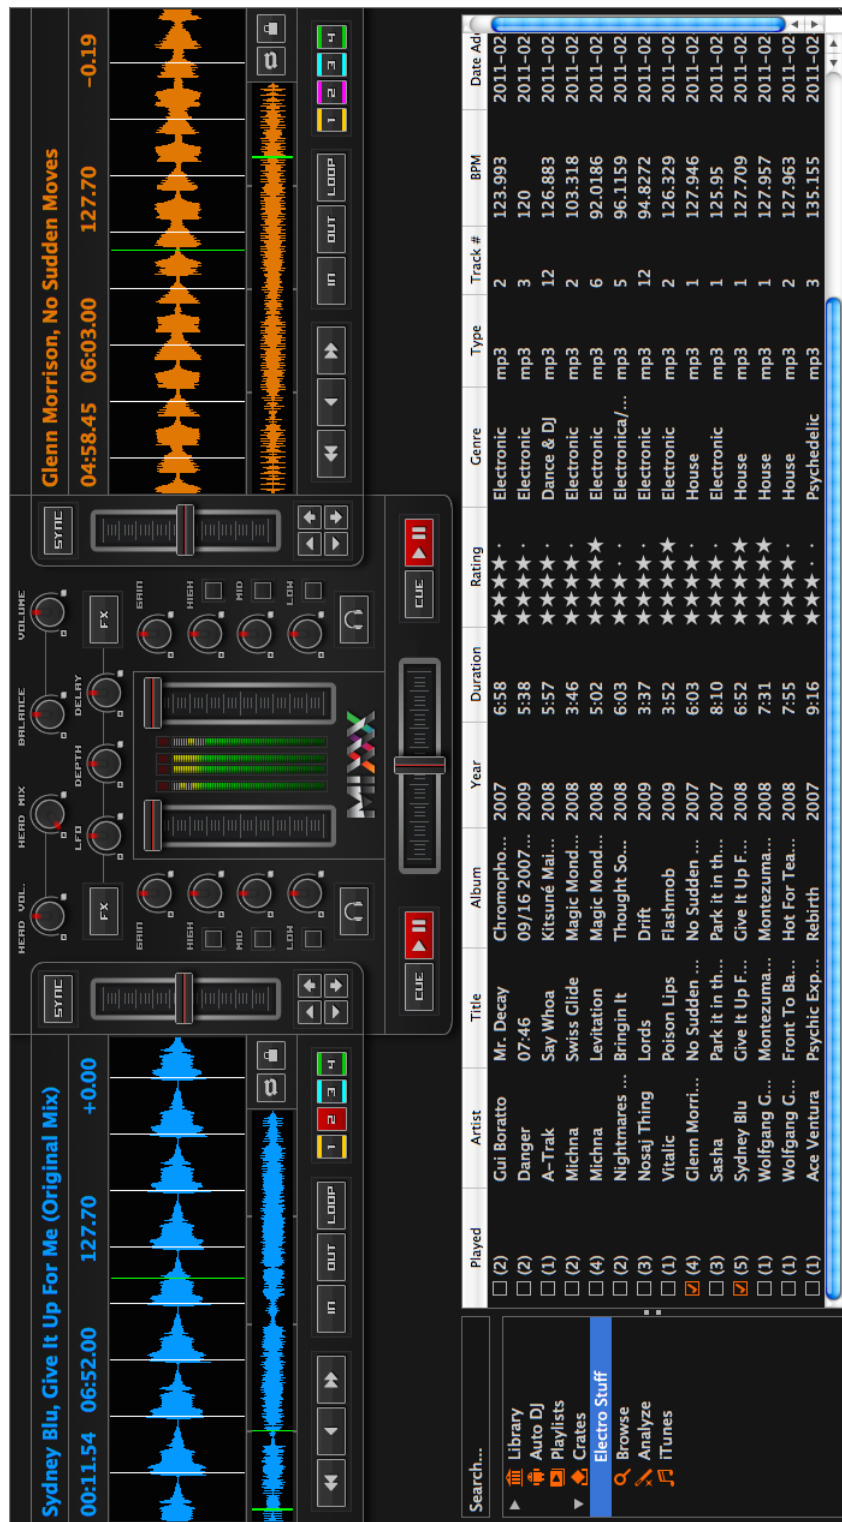 Sydney Blu, Give It Up For Me (Original Mix)
00:11.54 06:52.00 127.70 +0.00
HEAD VOL. HEAD MIX BALANCE VOLUME
Glenn Morrison, No Sudden Moves
04:58.45 06:03.00 127.70 -0.19
SYNC FX LFO DEPTH DELAY FX SYNC
GAIN GAIN
HIGH HIGH
MID MID
LOW LOW
MIXXX
IN OUT LOOP 1 2 3 4
CUE CUE
IN OUT LOOP 1 2 3 4
Search...
Library
Auto DJ
Playlists
Crates
Electro Stuff
Browse
Analyze
iTunes
Played Artist Title Album Year Duration Rating Genre Type Track # BPM Date Ad
(2) Gui Boratto Mr. Decay Chromopho... 2007 6:58 Electronic mp3 2 123.993 2011-02
(2) Danger 07:46 09/16 2007... 2009 5:38 Electronic mp3 3 120 2011-02
(1) A-Trak Say Whoa Kitsuné Mai... 2008 5:57 Dance & DJ mp3 12 126.883 2011-02
(2) Michna Swiss Glide Magic Mond... 2008 3:46 Electronic mp3 2 103.318 2011-02
(4) Michna Levitation Magic Mond... 2008 5:02 Electronic mp3 6 92.0186 2011-02
(2) Nightmares ... Bringin It Thought So... 2008 6:03 Electronica/... mp3 5 96.1159 2011-02
(3) Nosaj Thing Lords Drift 2009 3:37 Electronic mp3 12 94.8272 2011-02
(1) Vitalic Poison Lips Flashmob 2009 3:52 Electronic mp3 2 126.329 2011-02
(4) Glenn Morri... No Sudden ... No Sudden ... 2007 6:03 House mp3 1 127.946 2011-02
(3) Sasha Park it in th... Park it in th... 2007 8:10 Electronic mp3 1 125.95 2011-02
(5) Sydney Blu Give It Up F... Give It Up F... 2008 6:52 House mp3 1 127.709 2011-02
(1) Wolfgang G... Montezuma... Montezuma... 2008 7:31 House mp3 1 127.957 2011-02
(1) Wolfgang G... Front To Ba... Hot For Tea... 2008 7:55 House mp3 2 127.963 2011-02
(1) Ace Ventura Psychic Exp... Rebirth 2007 9:16 Psychedelic mp3 3 135.155 2011-02